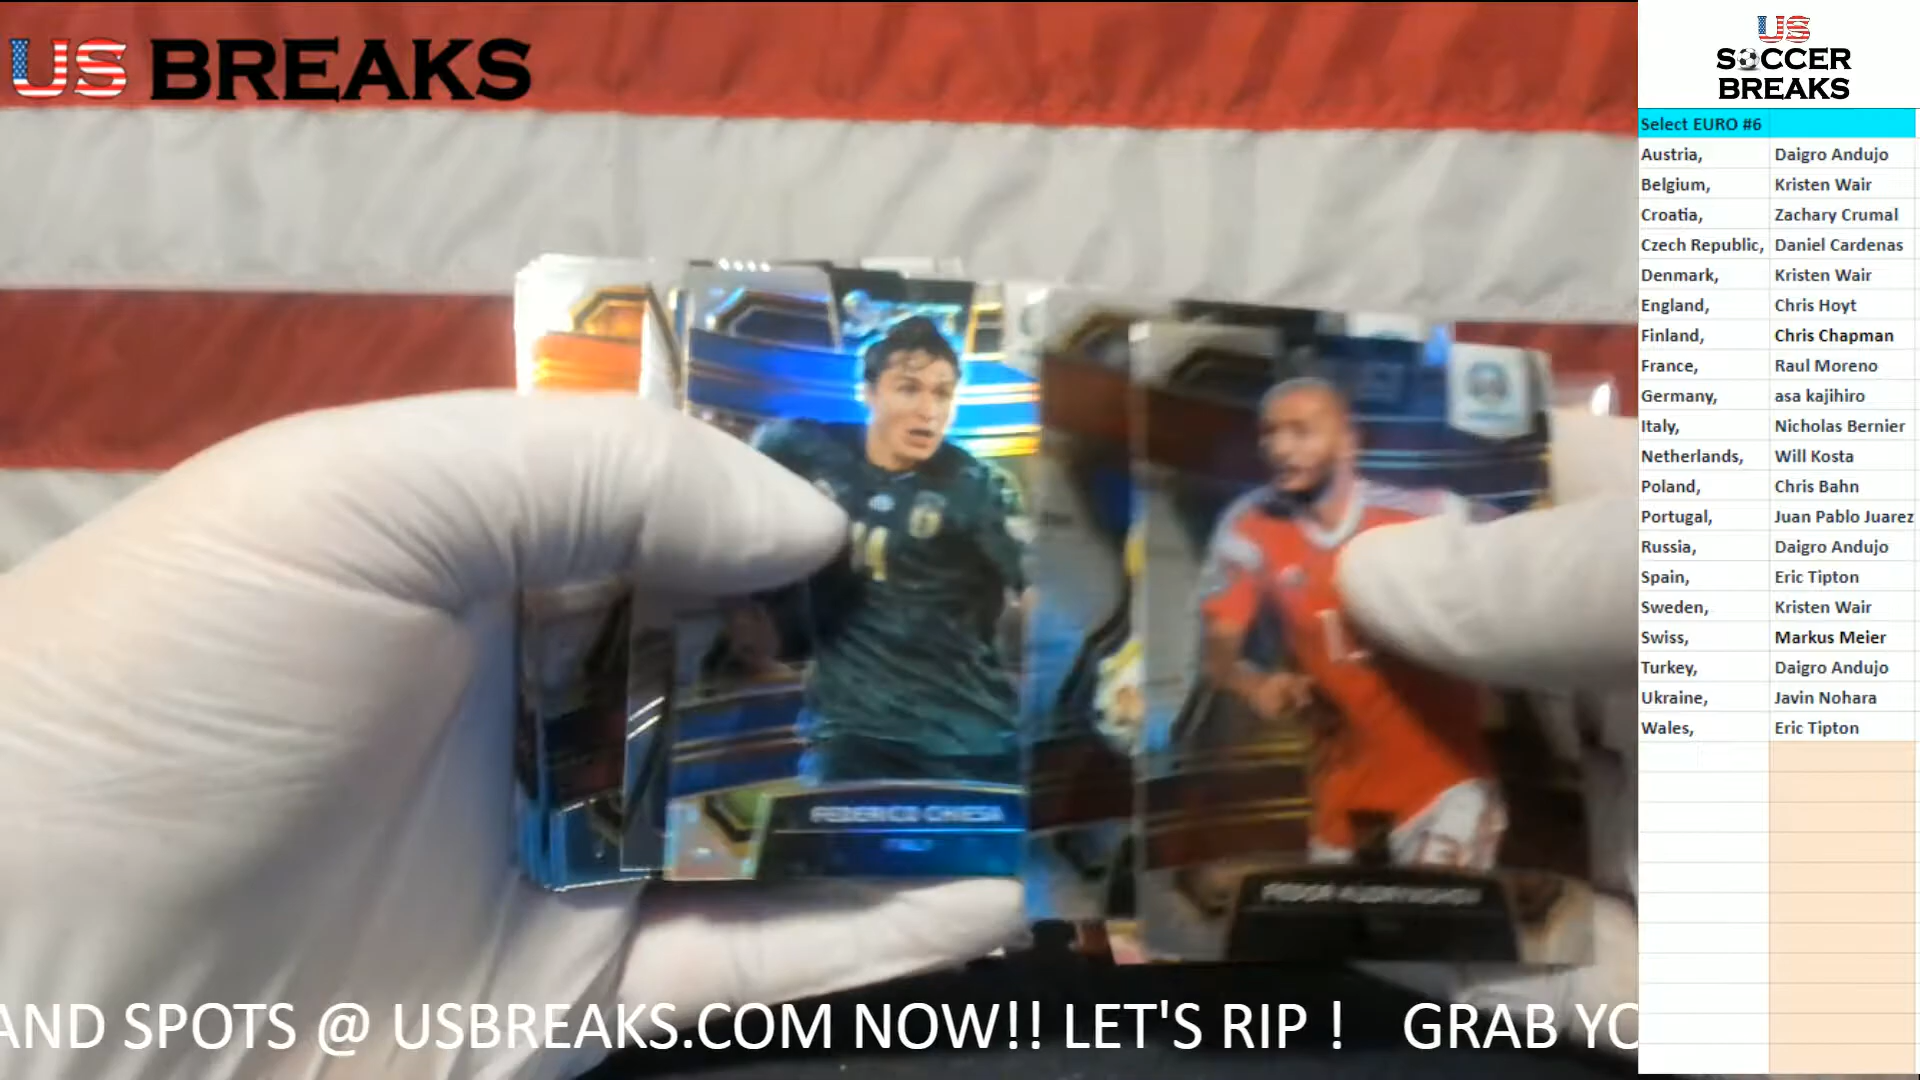 US BREAKS
US
SOCCER
BREAKS
Select EURO #6
Austria, Daigro Andujo
Belgium, Kristen Wair
Croatia, Zachary Crumal
Czech Republic, Daniel Cardenas
Denmark, Kristen Wair
England, Chris Hoyt
Finland, Chris Chapman
France, Raul Moreno
Germany, asa kajihiro
Italy, Nicholas Bernier
Netherlands, Will Kosta
Poland, Chris Bahn
Portugal, Juan Pablo Juarez
Russia, Daigro Andujo
Spain, Eric Tipton
Sweden, Kristen Wair
Swiss, Markus Meier
Turkey, Daigro Andujo
Ukraine, Javin Nohara
Wales, Eric Tipton
14
FEDERICO CHIESA
ITALY
AND SPOTS @ USBREAKS.COM NOW!! LET'S RIP ! GRAB YO